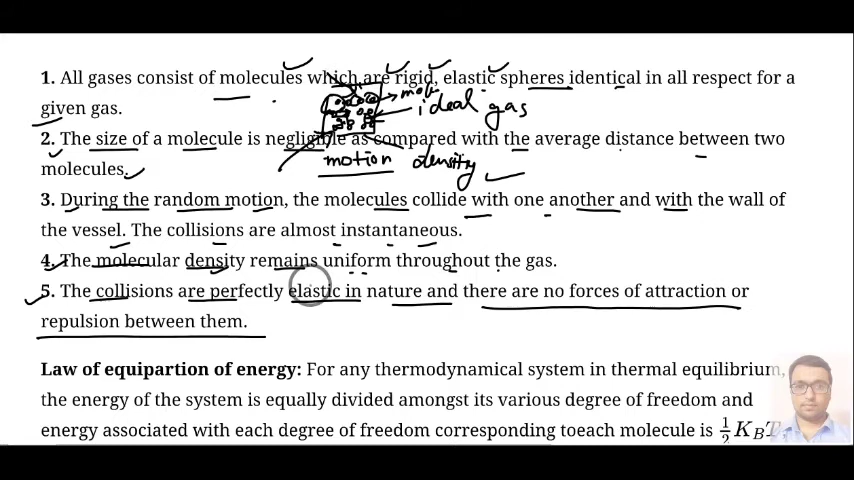 1. All gases consist of molecules which are rigid, elastic spheres identical in all respect for a
given gas.
ideal gas
2. The size of a molecule is negligible as compared with the average distance between two
molecules.
motion density
3. During the random motion, the molecules collide with one another and with the wall of
the vessel. The collisions are almost instantaneous.
4. The molecular density remains uniform throughout the gas.
5. The collisions are perfectly elastic in nature and there are no forces of attraction or
repulsion between them.
Law of equipartion of energy: For any thermodynamical system in thermal equilibrium,
the energy of the system is equally divided amongst its various degree of freedom and
energy associated with each degree of freedom corresponding toeach molecule is ½ K_BT,